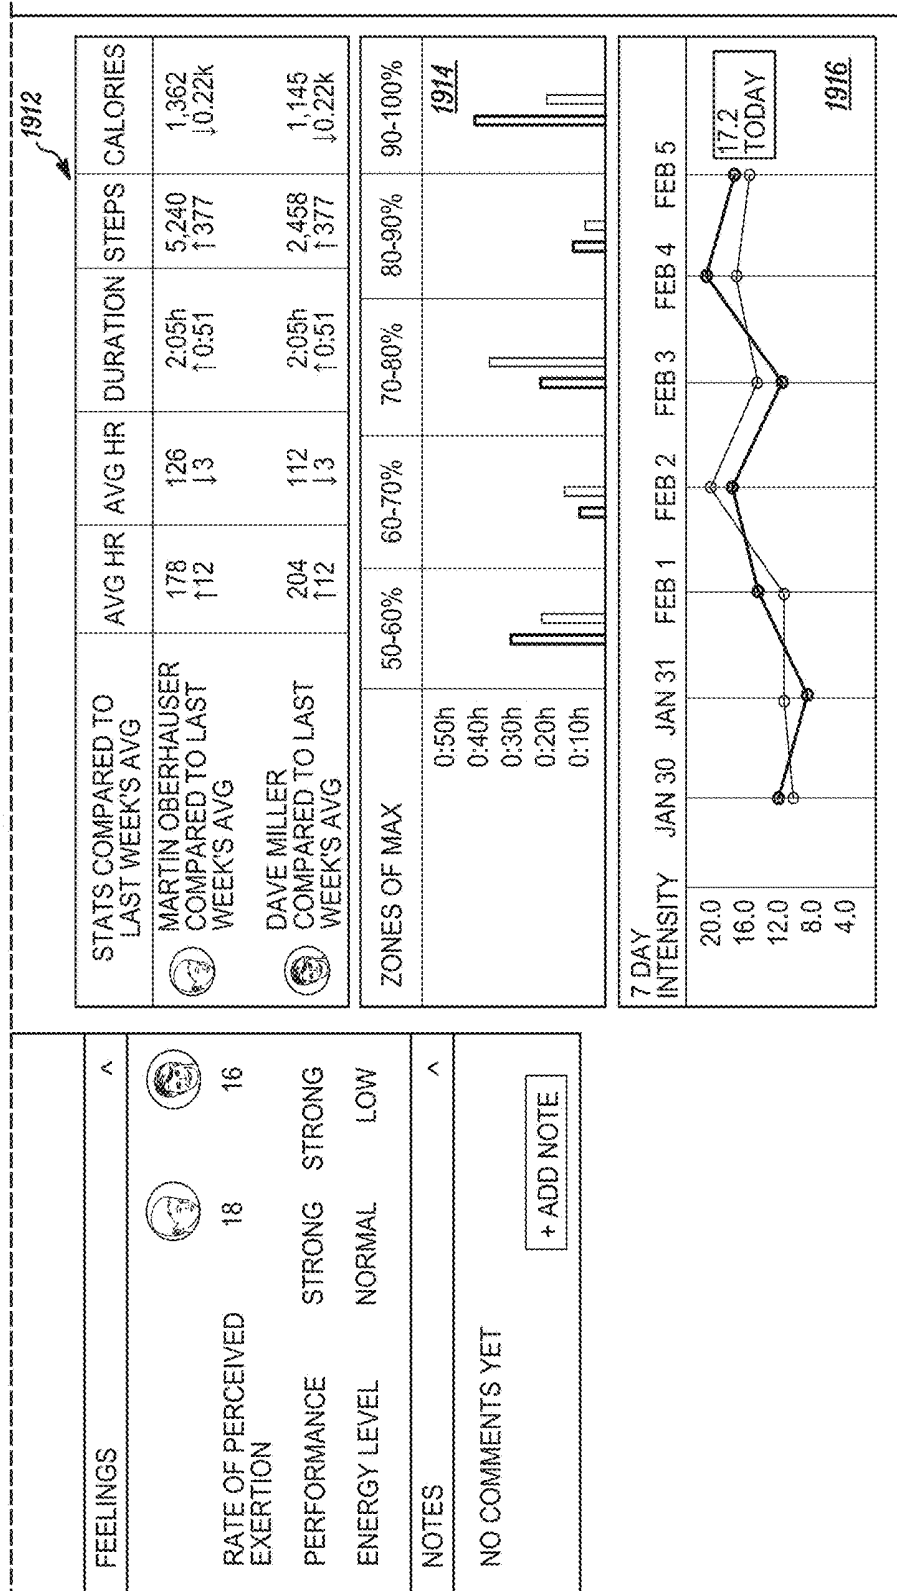 FEELINGS ^
RATE OF PERCEIVED 18 16
EXERTION
PERFORMANCE STRONG STRONG
ENERGY LEVEL NORMAL LOW
NOTES ^
NO COMMENTS YET
+ ADD NOTE
1912
STATS COMPARED TO
LAST WEEK'S AVG
AVG HR AVG HR DURATION STEPS CALORIES
MARTIN OBERHAUSER
COMPARED TO LAST
WEEK'S AVG
178 126 2:05h 5,240 1,362
↑12 ↓3 ↑0:51 ↑377 ↓0.22k
DAVE MILLER
COMPARED TO LAST
WEEK'S AVG
204 112 2:05h 2,458 1,145
↑12 ↓3 ↑0:51 ↑377 ↓0.22k
ZONES OF MAX 50-60% 60-70% 70-80% 80-90% 90-100%
1914
0:50h
0:40h
0:30h
0:20h
0:10h
7 DAY
INTENSITY
JAN 30 JAN 31 FEB 1 FEB 2 FEB 3 FEB 4 FEB 5
20.0
16.0
12.0
8.0
4.0
17.2
TODAY
1916